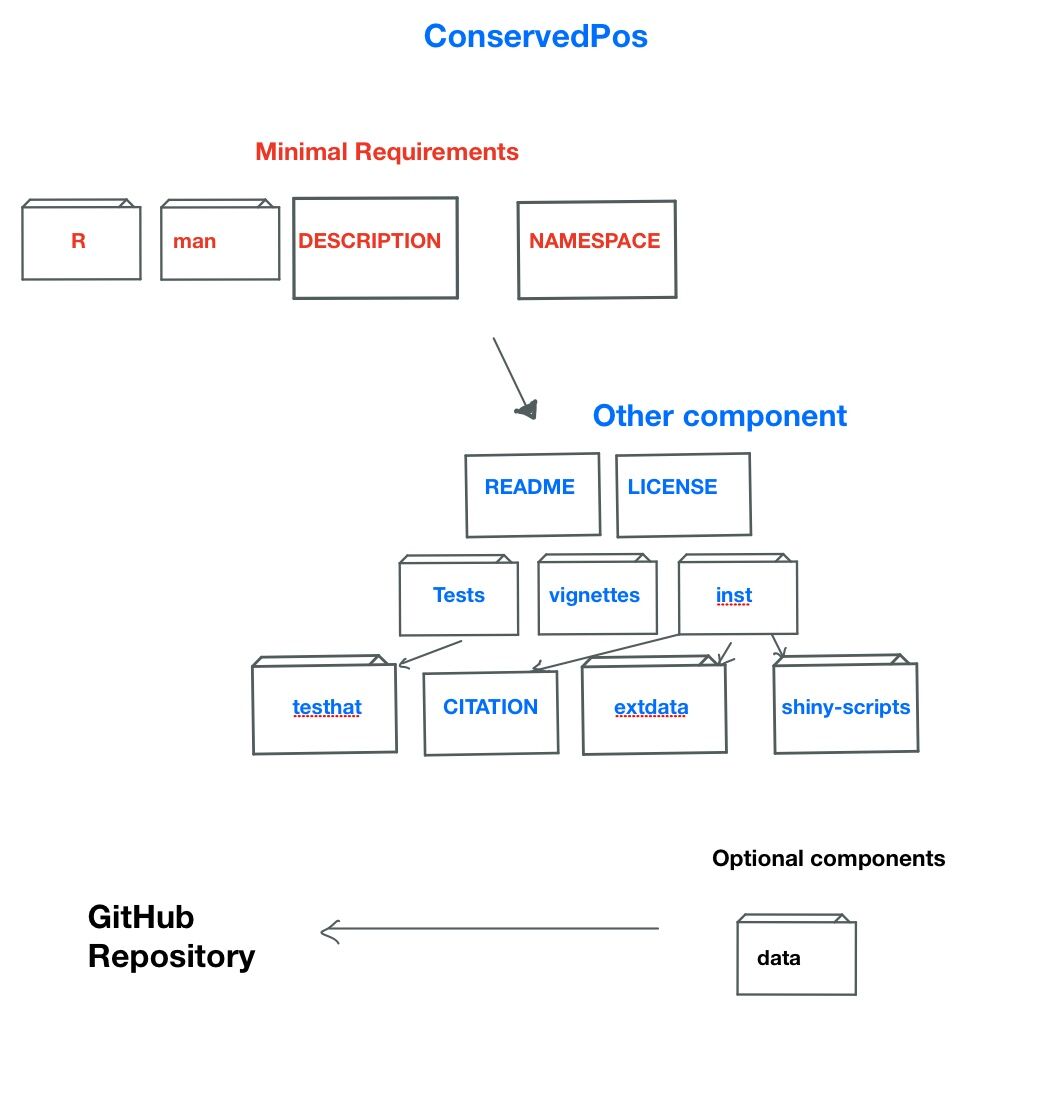 ConservedPos
Minimal Requirements
R
man
DESCRIPTION
NAMESPACE
Other component
README
LICENSE
Tests
vignettes
inst
testhat
CITATION
extdata
shiny-scripts
Optional components
GitHub
Repository
data